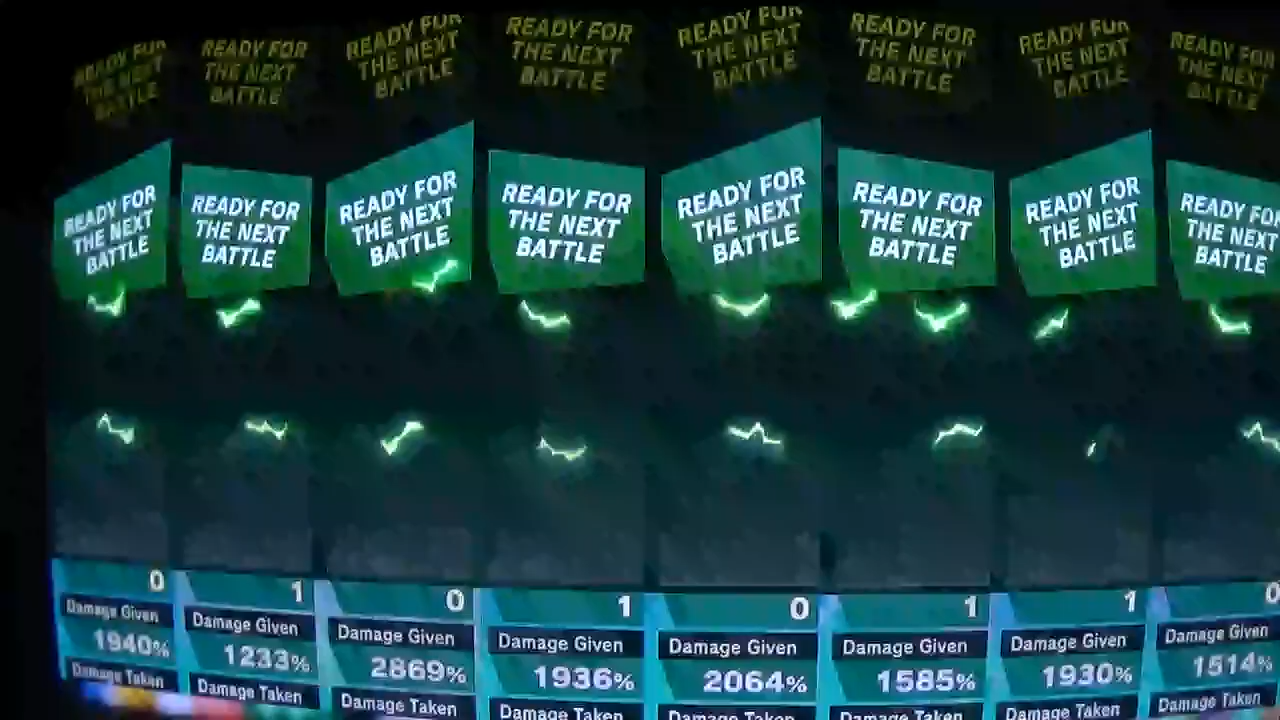 READY FOR
THE NEXT
BATTLE
READY FOR
THE NEXT
BATTLE
READY FOR
THE NEXT
BATTLE
READY FOR
THE NEXT
BATTLE
READY FOR
THE NEXT
BATTLE
READY FOR
THE NEXT
BATTLE
READY FOR
THE NEXT
BATTLE
READY FOR
THE NEXT
BATTLE
READY FOR
THE NEXT
BATTLE
READY FOR
THE NEXT
BATTLE
READY FOR
THE NEXT
BATTLE
READY FOR
THE NEXT
BATTLE
READY FOR
THE NEXT
BATTLE
READY FOR
THE NEXT
BATTLE
READY FOR
THE NEXT
BATTLE
READY FOR
THE NEXT
BATTLE
0 1 0 1 0 1 1 0
Damage Given Damage Given Damage Given Damage Given Damage Given Damage Given Damage Given Damage Given
1940% 1233% 2869% 1936% 2064% 1585% 1930% 1514%
Damage Taken Damage Taken Damage Taken Damage Taken Damage Taken Damage Taken Damage Taken Damage Taken